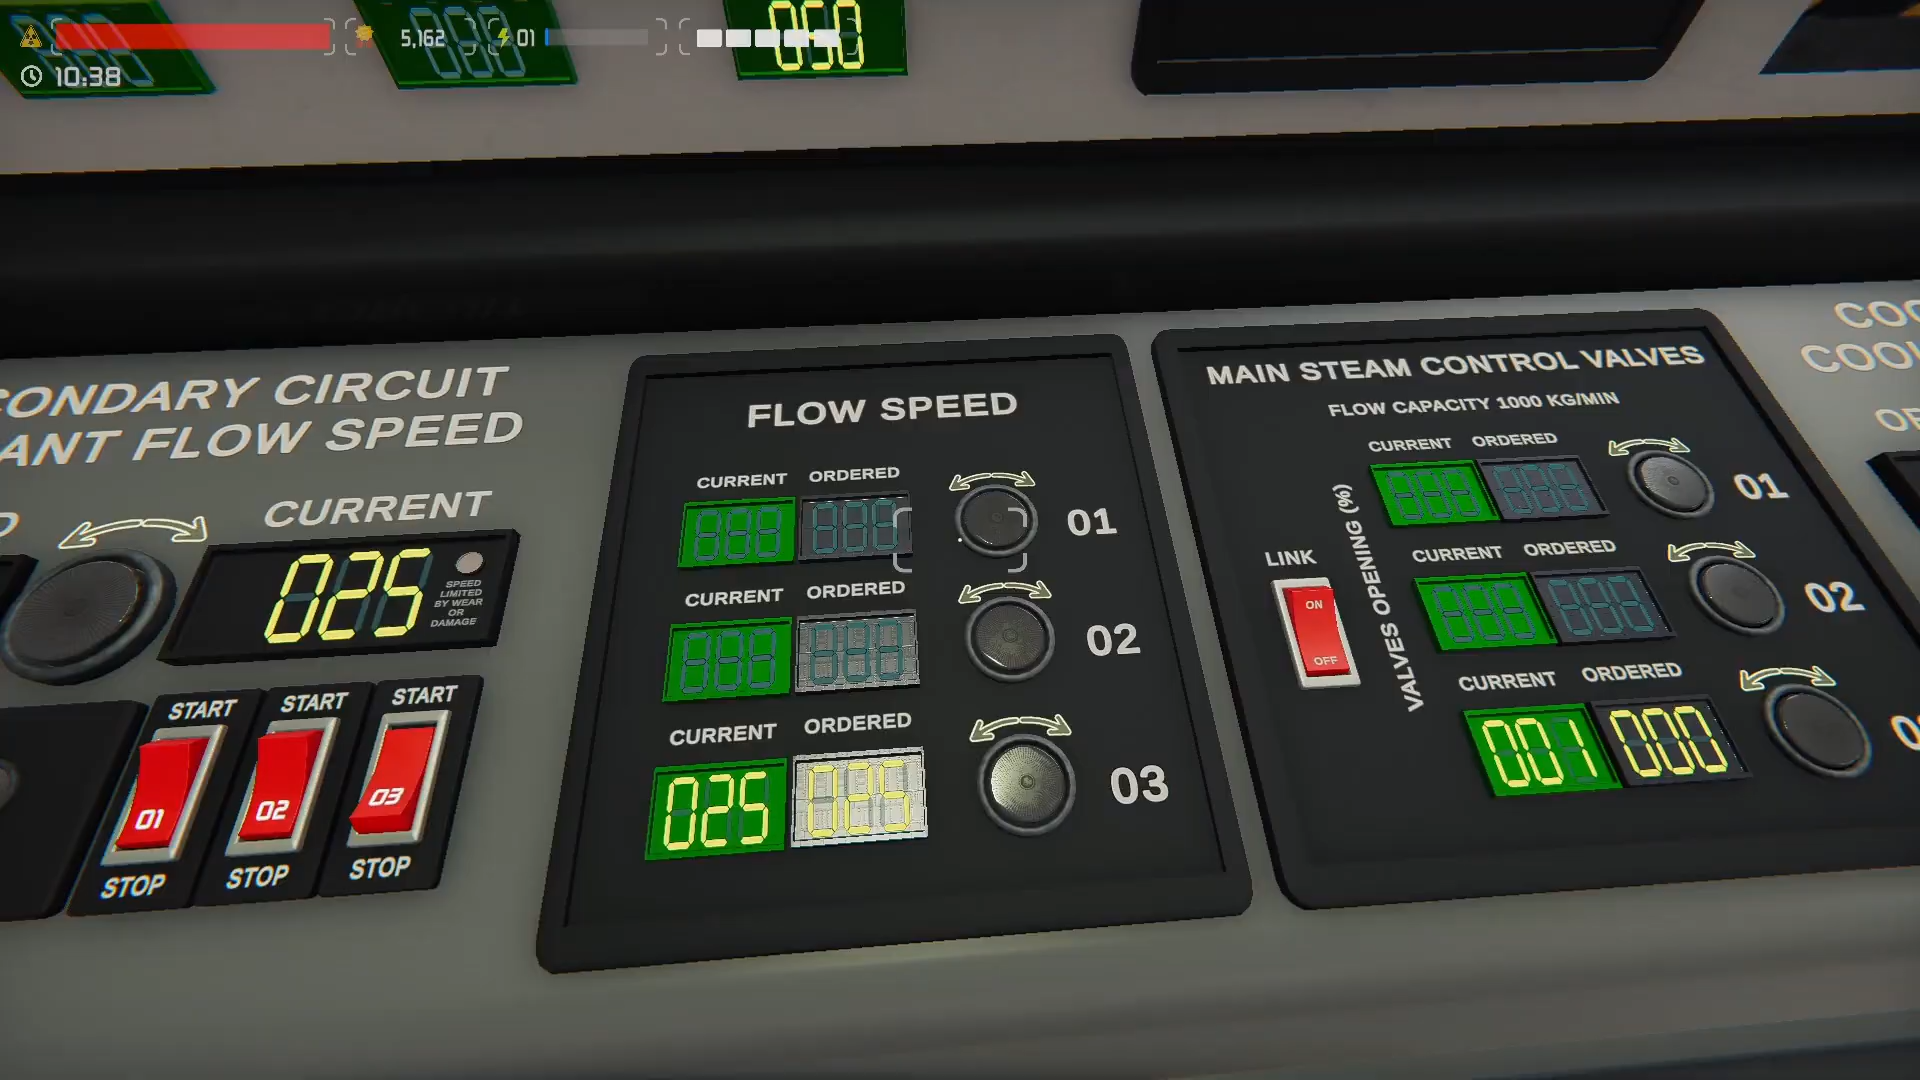 5,162
01
050
10:38
CONDARY CIRCUIT
ANT FLOW SPEED
CURRENT
025
SPEED
LIMITED
BY WEAR
OR
DAMAGE
START
START
START
01
02
03
STOP
STOP
STOP
FLOW SPEED
CURRENT ORDERED
01
CURRENT ORDERED
02
CURRENT ORDERED
025 025
03
MAIN STEAM CONTROL VALVES
FLOW CAPACITY 1000 KG/MIN
LINK
ON
OFF
VALVES OPENING (%)
CURRENT ORDERED
01
CURRENT ORDERED
02
CURRENT ORDERED
001 000